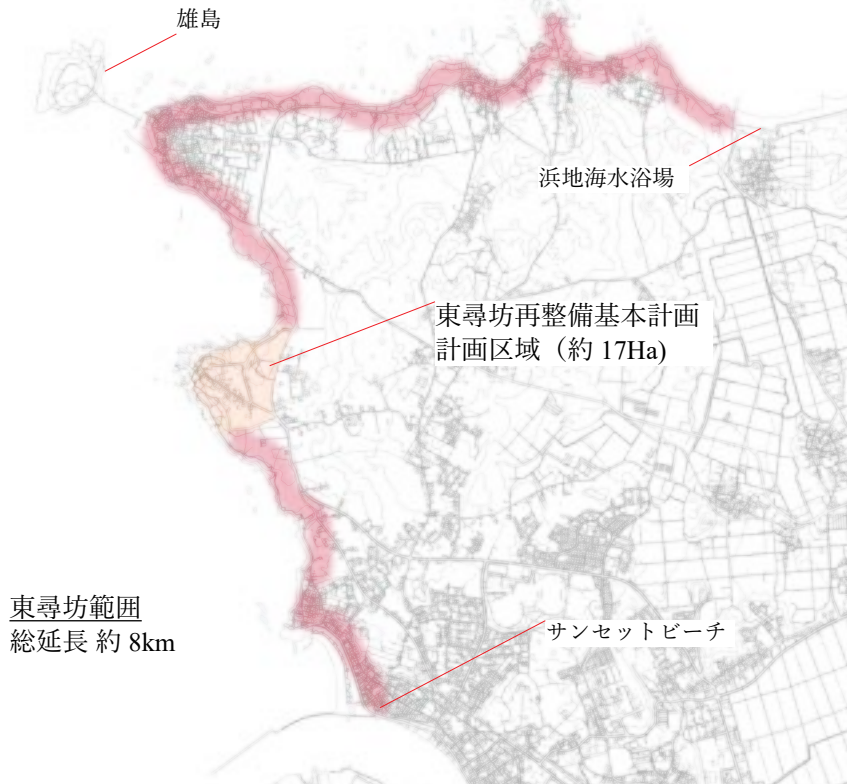 雄島
浜地海水浴場
東尋坊再整備基本計画
計画区域（約 17Ha)
東尋坊範囲
総延長 約 8km
サンセットビーチ